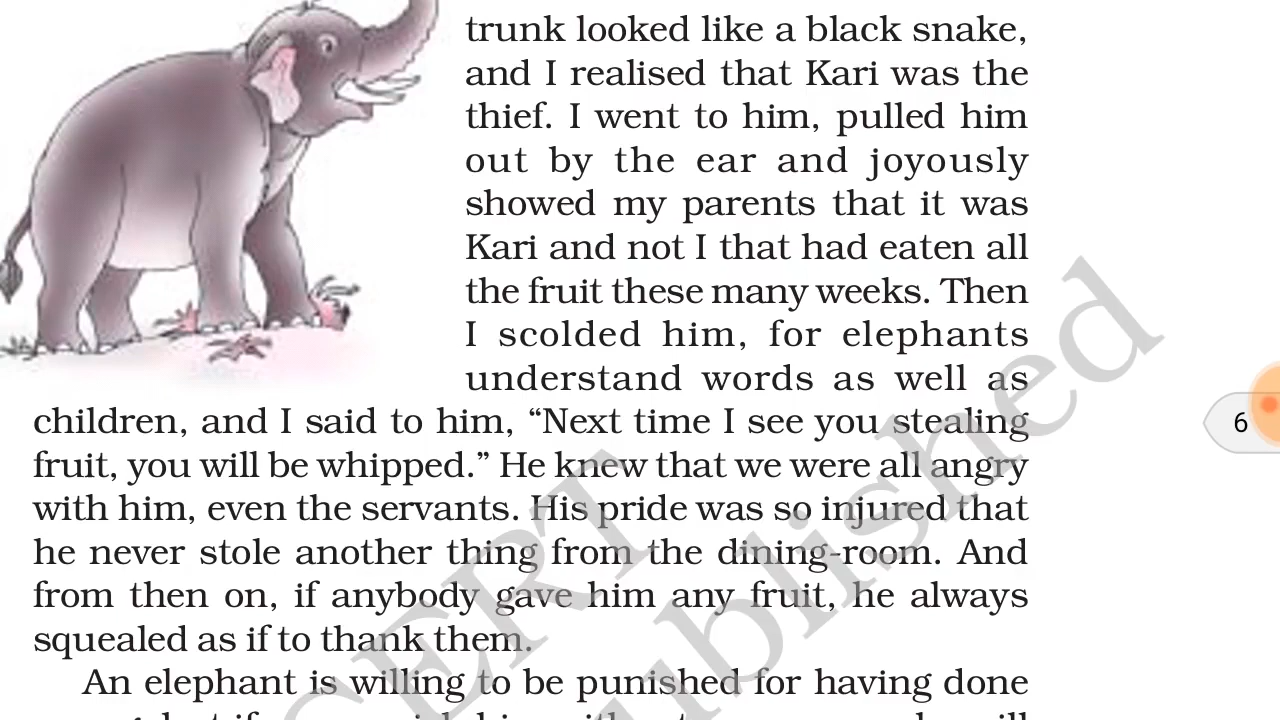 trunk looked like a black snake,
and I realised that Kari was the
thief. I went to him, pulled him
out by the ear and joyously
showed my parents that it was
Kari and not I that had eaten all
the fruit these many weeks. Then
I scolded him, for elephants
understand words as well as
children, and I said to him, “Next time I see you stealing
fruit, you will be whipped.” He knew that we were all angry
with him, even the servants. His pride was so injured that
he never stole another thing from the dining-room. And
from then on, if anybody gave him any fruit, he always
squealed as if to thank them.
An elephant is willing to be punished for having done
6